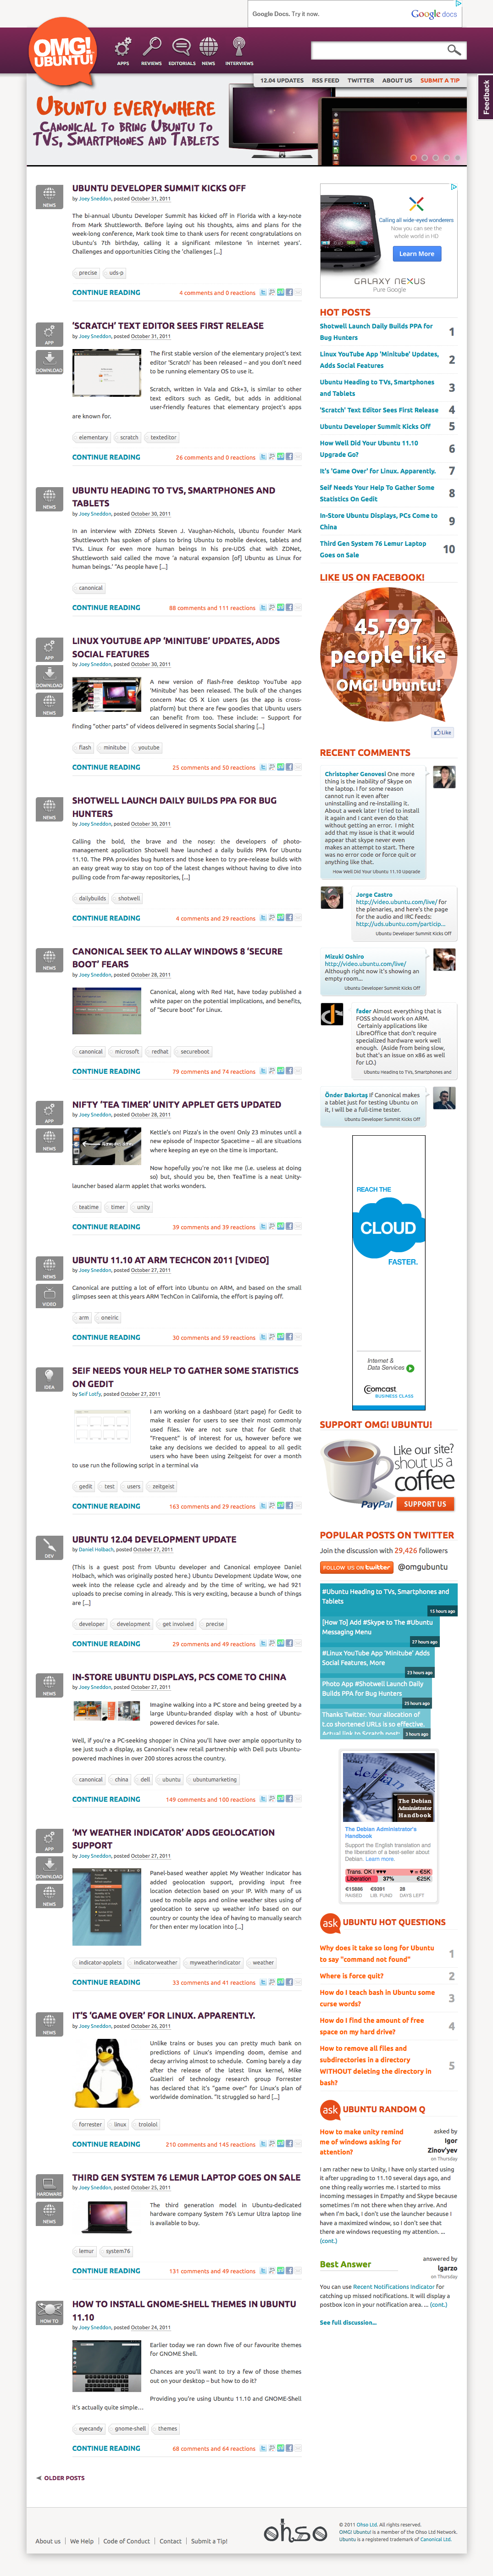 Google Docs. Try it now.
Google docs
OMG!
UBUNTU!
APPS
REVIEWS
EDITORIALS
NEWS
INTERVIEWS
12.04 UPDATES
RSS FEED
TWITTER
ABOUT US
SUBMIT A TIP
Feedback
UBUNTU EVERYWHERE
CANONICAL TO BRING UBUNTU TO
TVS, SMARTPHONES AND TABLETS
NEWS
UBUNTU DEVELOPER SUMMIT KICKS OFF
by Joey Sneddon, posted October 31, 2011
The bi-annual Ubuntu Developer Summit has kicked off in Florida with a key-note
from Mark Shuttleworth. Before laying out his thoughts, aims and plans for the
week-long conference, Mark took time to thank users for recent congratulations on
Ubuntu's 7th birthday, calling it a significant milestone 'in internet years'.
Challenges and opportunities Citing the 'challenges [...]
precise
uds-p
CONTINUE READING
4 comments and 0 reactions
APP
DOWNLOAD
'SCRATCH' TEXT EDITOR SEES FIRST RELEASE
by Joey Sneddon, posted October 31, 2011
The first stable version of the elementary project's text
editor 'Scratch' has been released – and you don't need
to be running elementary OS to use it.
Scratch, written in Vala and Gtk+3, is similar to other
text editors such as Gedit, but adds in additional
user-friendly features that elementary project's apps
are known for.
elementary
scratch
texteditor
CONTINUE READING
26 comments and 0 reactions
NEWS
UBUNTU HEADING TO TVS, SMARTPHONES AND
TABLETS
by Joey Sneddon, posted October 30, 2011
In an interview with ZDNets Steven J. Vaughan-Nichols, Ubuntu founder Mark
Shuttleworth has spoken of plans to bring Ubuntu to mobile devices, tablets and
TVs. Linux for even more human beings In his pre-UDS chat with ZDNet,
Shuttleworth said called the move 'a natural expansion [of] Ubuntu as Linux for
human beings.' "As people have [...]
canonical
CONTINUE READING
88 comments and 111 reactions
APP
DOWNLOAD
NEWS
LINUX YOUTUBE APP 'MINITUBE' UPDATES, ADDS
SOCIAL FEATURES
by Joey Sneddon, posted October 30, 2011
A new version of flash-free desktop YouTube app
'Minitube' has been released. The bulk of the changes
concern Mac OS X Lion users (as the app is cross-
platform) but there are few goodies that Ubuntu users
can benefit from too. These include: – Support for
finding "other parts" of videos delivered in segments Social sharing [...]
flash
minitube
youtube
CONTINUE READING
25 comments and 50 reactions
NEWS
SHOTWELL LAUNCH DAILY BUILDS PPA FOR BUG
HUNTERS
by Joey Sneddon, posted October 30, 2011
Calling the bold, the brave and the nosey: the developers of photo-
management application Shotwell have launched a daily builds PPA for Ubuntu
11.10. The PPA provides bug hunters and those keen to try pre-release builds with
an easy great way to stay on top of the latest changes without having to dive into
pulling code from far-away repositories, [...]
dailybuilds
shotwell
CONTINUE READING
4 comments and 29 reactions
NEWS
CANONICAL SEEK TO ALLAY WINDOWS 8 'SECURE
BOOT' FEARS
by Joey Sneddon, posted October 28, 2011
Canonical, along with Red Hat, have today published a
white paper on the potential implications, and benefits,
of "Secure boot" for Linux.
canonical
microsoft
redhat
secureboot
CONTINUE READING
79 comments and 74 reactions
APP
NEWS
NIFTY 'TEA TIMER' UNITY APPLET GETS UPDATED
by Joey Sneddon, posted October 28, 2011
Kettle's on! Pizza's in the oven! Only 23 minutes until a
new episode of Inspector Spacetime – all are situations
where keeping an eye on the time is important.
Now hopefully you're not like me (i.e. useless at doing
so) but, should you be, then TeaTime is a neat Unity-
launcher based alarm applet that works wonders.
teatime
timer
unity
CONTINUE READING
39 comments and 39 reactions
NEWS
VIDEO
UBUNTU 11.10 AT ARM TECHCON 2011 [VIDEO]
by Joey Sneddon, posted October 27, 2011
Canonical are putting a lot of effort into Ubuntu on ARM, and based on the small
glimpses seen at this years ARM TechCon in California, the effort is paying off.
arm
oneiric
CONTINUE READING
30 comments and 59 reactions
IDEA
SEIF NEEDS YOUR HELP TO GATHER SOME STATISTICS
ON GEDIT
by Seif Lotfy, posted October 27, 2011
I am working on a dashboard (start page) for Gedit to
make it easier for users to see their most commonly
used files. We are not sure that for Gedit that
"Frequent" is of interest for us, however before we
take any decisions we decided to appeal to all gedit
users who have been using Zeitgeist for over a month
to use run the following script in a terminal via
gedit
test
users
zeitgeist
CONTINUE READING
163 comments and 29 reactions
DEV
UBUNTU 12.04 DEVELOPMENT UPDATE
by Daniel Holbach, posted October 27, 2011
(This is a guest post from Ubuntu developer and Canonical employee Daniel
Holbach, which was originally posted here.) Ubuntu Development Update Wow, one
week into the release cycle and already and by the time of writing, we had 921
uploads to precise coming in already. This is very exciting, because a lot of things
are [...]
developer
development
get involved
precise
CONTINUE READING
29 comments and 49 reactions
NEWS
IN-STORE UBUNTU DISPLAYS, PCS COME TO CHINA
by Joey Sneddon, posted October 27, 2011
Imagine walking into a PC store and being greeted by a
large Ubuntu-branded display with a host of Ubuntu-
powered devices for sale.
Well, if you're a PC-seeking shopper in China you'll have over ample opportunity to
see just such a display, as Canonical's new retail partnership with Dell puts Ubuntu-
powered machines in over 200 stores across the country.
canonical
china
dell
ubuntu
ubuntumarketing
CONTINUE READING
149 comments and 100 reactions
APP
DOWNLOAD
NEWS
'MY WEATHER INDICATOR' ADDS GEOLOCATION
SUPPORT
by Joey Sneddon, posted October 27, 2011
Panel-based weather applet My Weather Indicator has
added geolocation support, providing input free
location detection based on your IP. With many of us
used to mobile apps and online weather sites using of
geolocation for serve up weather info based on our
country or county the idea of having to manually search
for then enter my location into [...]
indicator-applets
indicatorweather
myweatherindicator
weather
CONTINUE READING
33 comments and 41 reactions
NEWS
IT'S 'GAME OVER' FOR LINUX. APPARENTLY.
by Joey Sneddon, posted October 26, 2011
Unlike trains or buses you can pretty much bank on
predictions of Linux's impending doom, demise and
decay arriving almost to schedule. Coming barely a day
after the release of the latest linux kernel, Mike
Gualtieri of technology research group Forrester
has declared that it's "game over" for Linux's plan of
worldwide domination. "It struggled so hard [...]
forrester
linux
trololol
CONTINUE READING
210 comments and 145 reactions
HARDWARE
NEWS
THIRD GEN SYSTEM 76 LEMUR LAPTOP GOES ON SALE
by Joey Sneddon, posted October 25, 2011
The third generation model in Ubuntu-dedicated
hardware company System 76's Lemur Ultra laptop line
is available to buy.
lemur
system76
CONTINUE READING
131 comments and 49 reactions
HOW TO
HOW TO INSTALL GNOME-SHELL THEMES IN UBUNTU
11.10
by Joey Sneddon, posted October 24, 2011
Earlier today we ran down five of our favourite themes
for GNOME Shell.
Chances are you'll want to try a few of those themes
out on your desktop – but how to do it?
Providing you're using Ubuntu 11.10 and GNOME-Shell
it's actually quite simple...
eyecandy
gnome-shell
themes
CONTINUE READING
68 comments and 64 reactions
OLDER POSTS
Calling all wide-eyed wonderers
Now you can see the
whole world in HD
Learn More
GALAXY NEXUS
Pure Google
HOT POSTS
Shotwell Launch Daily Builds PPA for
Bug Hunters
1
Linux YouTube App 'Minitube' Updates,
Adds Social Features
2
Ubuntu Heading to TVs, Smartphones
and Tablets
3
'Scratch' Text Editor Sees First Release
4
Ubuntu Developer Summit Kicks Off
5
How Well Did Your Ubuntu 11.10
Upgrade Go?
6
It's 'Game Over' for Linux. Apparently.
7
Seif Needs Your Help To Gather Some
Statistics On Gedit
8
In-Store Ubuntu Displays, PCs Come to
China
9
Third Gen System 76 Lemur Laptop
Goes on Sale
10
LIKE US ON FACEBOOK!
45,797
people like
OMG! Ubuntu!
Like
RECENT COMMENTS
Christopher Genovesi One more
thing is the inability of Skype on
the laptop. I for some reason
cannot run it even after
uninstalling and re-installing it.
About a week later I tried to install
it again and I cant even do that
without getting an error. I might
add that my issue is that it would
appear that skype never even
makes an attempt to start. There
was no error code or force quit or
anything like that.
How Well Did Your Ubuntu 11.10 Upgrade
Jorge Castro
http://video.ubuntu.com/live/ for
the plenaries, and here's the page
for the audio and IRC feeds:
http://uds.ubuntu.com/particip...
Ubuntu Developer Summit Kicks Off
Mizuki Oshiro
http://video.ubuntu.com/live/
Although right now it's showing an
empty room...
Ubuntu Developer Summit Kicks Off
fader Almost everything that is
FOSS should work on ARM.
Certainly applications like
LibreOffice that don't require
specialized hardware work well
enough. (Aside from being slow,
but that's an issue on x86 as well
for LO.)
Ubuntu Heading to TVs, Smartphones and
Önder Bakırtaş If Canonical makes
a tablet just for testing Ubuntu on
it, I will be a full-time tester.
Ubuntu Developer Summit Kicks Off
REACH THE
CLOUD
FASTER.
Internet &
Data Services
Comcast
BUSINESS CLASS
SUPPORT OMG! UBUNTU!
Like our site?
shout us a
coffee
PayPal
SUPPORT US
POPULAR POSTS ON TWITTER
Join the discussion with 29,426 followers
FOLLOW US ON twitter
@omgubuntu
#Ubuntu Heading to TVs, Smartphones and
Tablets
15 hours ago
[How To] Add #Skype to The #Ubuntu
Messaging Menu
27 hours ago
#Linux YouTube App 'Minitube' Adds
Social Features, More
23 hours ago
Photo App #Shotwell Launch Daily
Builds PPA for Bug Hunters
25 hours ago
Thanks Twitter. Your allocation of
t.co shortened URLs is so effective.
Actual link to Scratch post:
3 hours ago
debian
The Debian
Administrator
Handbook
The Debian Administrator's
Handbook
Support the English translation and
the liberation of a best-seller about
Debian. Learn more.
Trans. OK ! ♥♥♥
♥ = €5K
Liberation
37%
€25K
€15886
RAISED
€9351
LIB. FUND
28
DAYS LEFT
ask
UBUNTU HOT QUESTIONS
Why does it take so long for Ubuntu
to say "command not found"
1
Where is force quit?
2
How do I teach bash in Ubuntu some
curse words?
3
How do I find the amount of free
space on my hard drive?
4
How to remove all files and
subdirectories in a directory
WITHOUT deleting the directory in
bash?
5
ask
UBUNTU RANDOM Q
How to make unity remind
me of windows asking for
attention?
asked by
Igor
Zinov'yev
on Thursday
I am rather new to Unity, I have only started using
it after upgrading to 11.10 several days ago, and
one thing really worries me. I started to miss
incoming messages in Empathy and Skype because
sometimes I'm not there when they arrive. And
when I'm back, I don't use the launcher because I
have a maximized window, so I don't see that
there are windows requesting my attention. ...
(cont.)
Best Answer
answered by
lgarzo
on Thursday
You can use Recent Notifications Indicator for
catching up missed notifications. It will display a
postbox icon in your notification area. ... (cont.)
See full discussion...
About us
We Help
Code of Conduct
Contact
Submit a Tip!
ohso
© 2011 Ohso Ltd. All rights reserved.
OMG! Ubuntu! is a member of the Ohso Ltd Network.
Ubuntu is a registered trademark of Canonical Ltd.